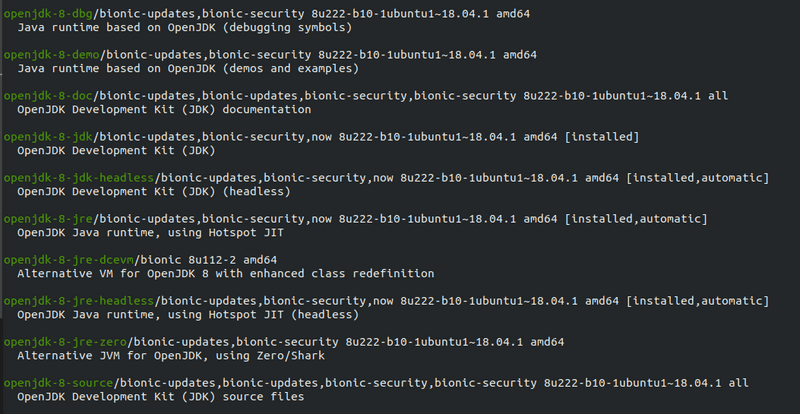 openjdk-8-dbg/bionic-updates,bionic-security 8u222-b10-1ubuntu1~18.04.1 amd64
  Java runtime based on OpenJDK (debugging symbols)
openjdk-8-demo/bionic-updates,bionic-security 8u222-b10-1ubuntu1~18.04.1 amd64
  Java runtime based on OpenJDK (demos and examples)
openjdk-8-doc/bionic-updates,bionic-updates,bionic-security,bionic-security 8u222-b10-1ubuntu1~18.04.1 all
  OpenJDK Development Kit (JDK) documentation
openjdk-8-jdk/bionic-updates,bionic-security,now 8u222-b10-1ubuntu1~18.04.1 amd64 [installed]
  OpenJDK Development Kit (JDK)
openjdk-8-jdk-headless/bionic-updates,bionic-security,now 8u222-b10-1ubuntu1~18.04.1 amd64 [installed,automatic]
  OpenJDK Development Kit (JDK) (headless)
openjdk-8-jre/bionic-updates,bionic-security,now 8u222-b10-1ubuntu1~18.04.1 amd64 [installed,automatic]
  OpenJDK Java runtime, using Hotspot JIT
openjdk-8-jre-dcevm/bionic 8u112-2 amd64
  Alternative VM for OpenJDK 8 with enhanced class redefinition
openjdk-8-jre-headless/bionic-updates,bionic-security,now 8u222-b10-1ubuntu1~18.04.1 amd64 [installed,automatic]
  OpenJDK Java runtime, using Hotspot JIT (headless)
openjdk-8-jre-zero/bionic-updates,bionic-security 8u222-b10-1ubuntu1~18.04.1 amd64
  Alternative JVM for OpenJDK, using Zero/Shark
openjdk-8-source/bionic-updates,bionic-updates,bionic-security,bionic-security 8u222-b10-1ubuntu1~18.04.1 all
  OpenJDK Development Kit (JDK) source files